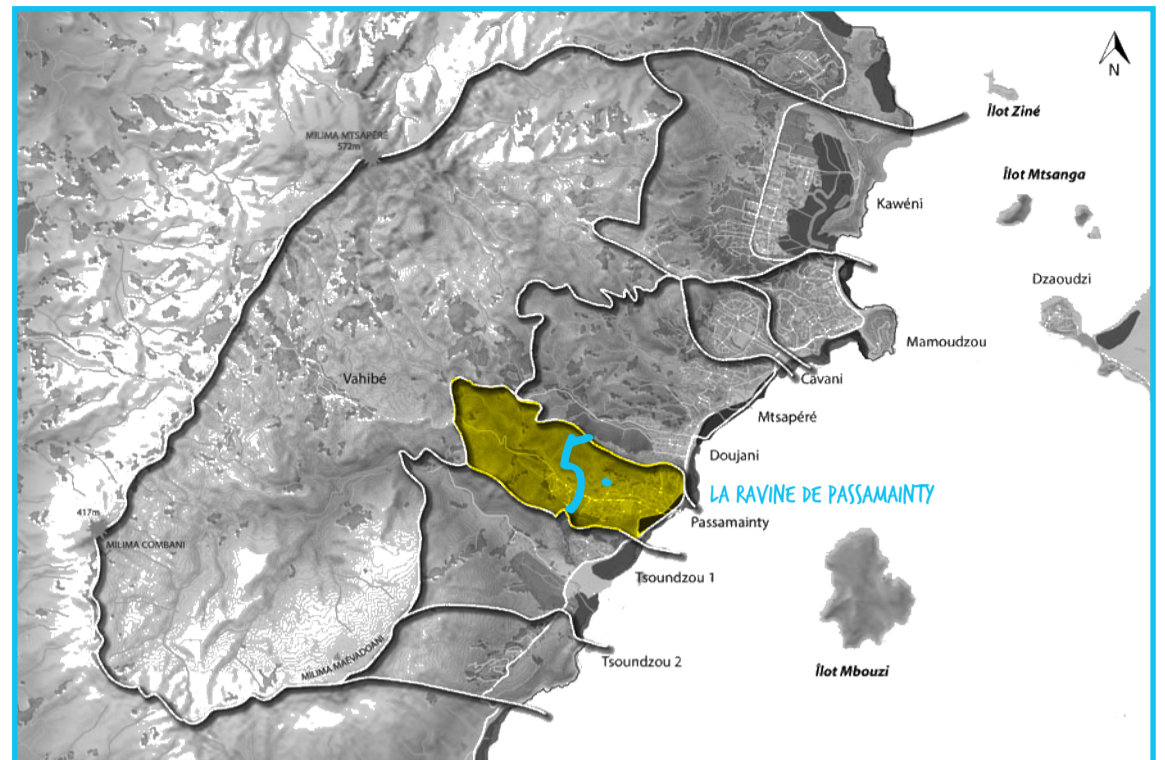 N
Îlot Ziné
MILIMA MTSAPÉRÉ
572m
Îlot Mtsanga
Kawéni
Dzaoudzi
Mamoudzou
Vahibé
Cavani
Mtsapéré
Doujani
5.
LA RAVINE DE PASSAMAINTY
Passamainty
417m
MILIMA COMBANI
Tsoundzou 1
MILIMA MAEVADOANI
Tsoundzou 2
Îlot Mbouzi